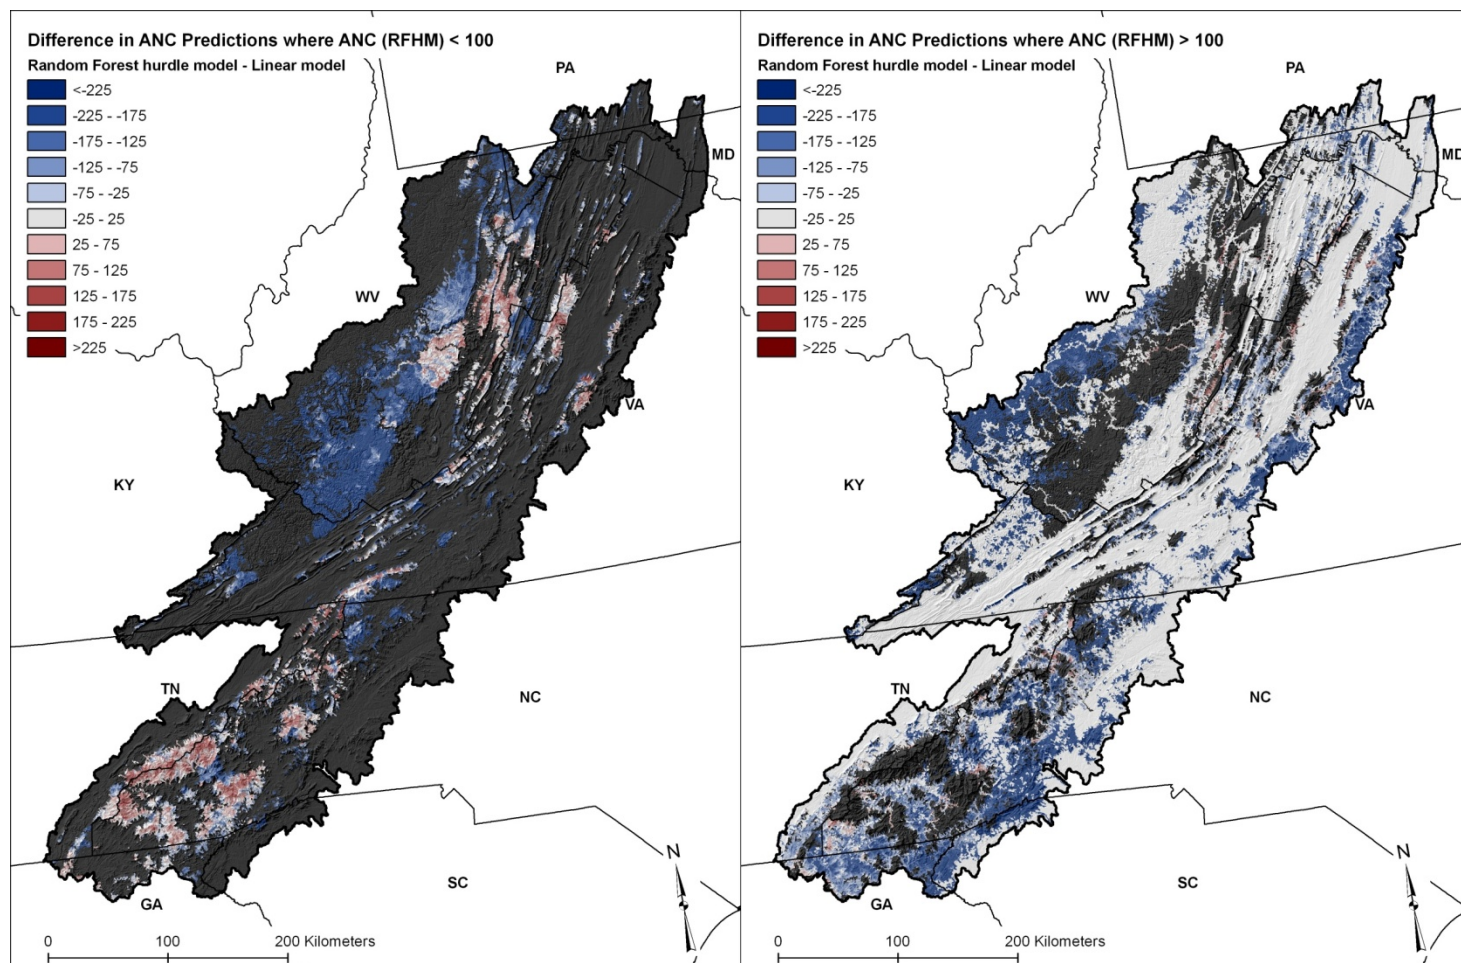 Difference in ANC Predictions where ANC (RFHM) < 100
Random Forest hurdle model - Linear model
<-225
-225 - -175
-175 - -125
-125 - -75
-75 - -25
-25 - 25
25 - 75
75 - 125
125 - 175
175 - 225
>225
PA
MD
WV
VA
KY
TN
NC
SC
GA
N
0 100 200 Kilometers
Difference in ANC Predictions where ANC (RFHM) > 100
Random Forest hurdle model - Linear model
<-225
-225 - -175
-175 - -125
-125 - -75
-75 - -25
-25 - 25
25 - 75
75 - 125
125 - 175
175 - 225
>225
PA
MD
WV
VA
KY
TN
NC
SC
GA
N
0 100 200 Kilometers